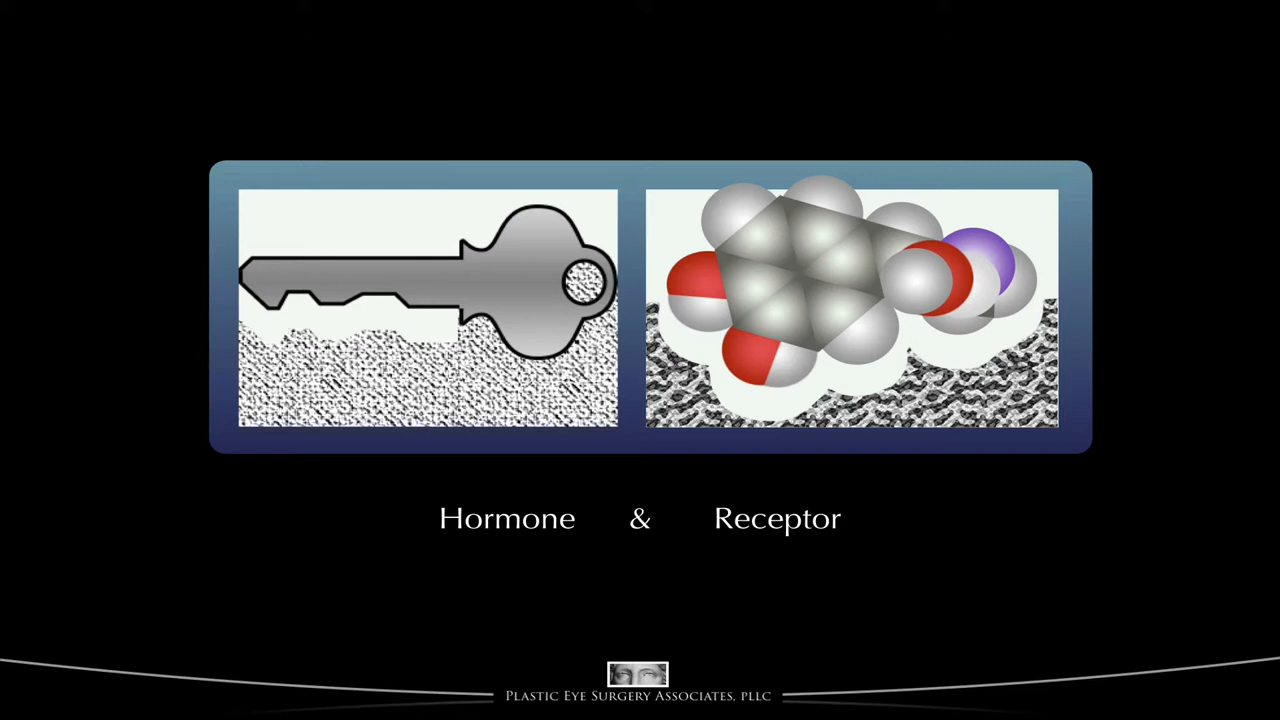 Hormone & Receptor
PLASTIC EYE SURGERY ASSOCIATES, PLLC